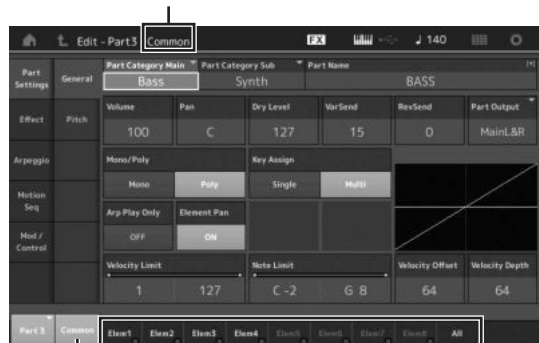 Edit - Part3 Common FX 140
Part Settings General Part Category Main Part Category Sub Part Name
Bass Synth BASS
Effect Pitch Volume Pan Dry Level VarSend RevSend Part Output
100 C 127 15 0 MainL&R
Arpeggio Mono/Poly Key Assign
Mono Poly Single Multi
Motion Seq Arp Play Only Element Pan
Mod / Control OFF ON
Velocity Limit Note Limit Velocity Offset Velocity Depth
1 127 C -2 G 8 64 64
Part 3 Common Elem1 Elem2 Elem3 Elem4 Elem5 Elem6 Elem7 Elem8 All